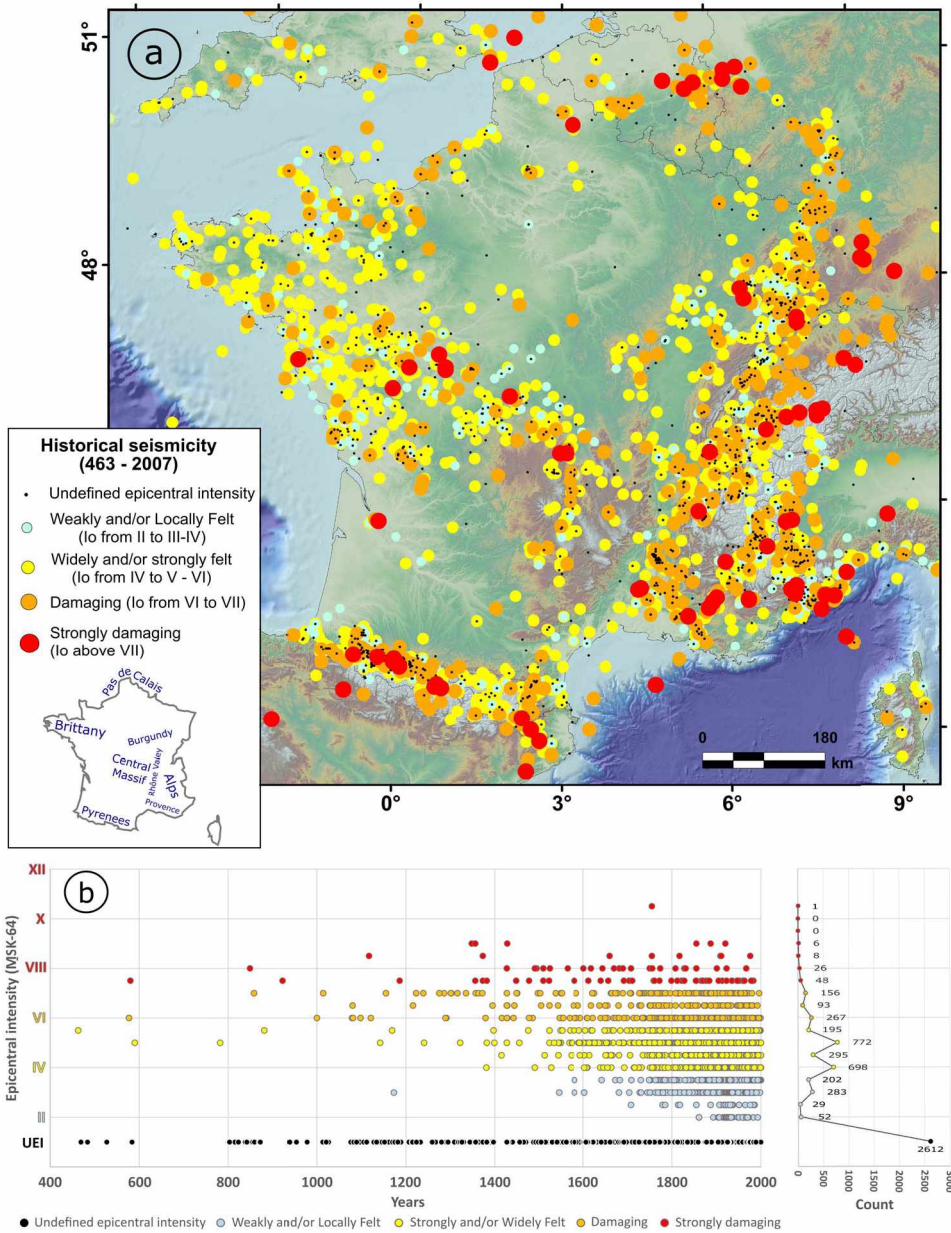 a
51°
48°
Historical seismicity
(463 - 2007)
Undefined epicentral intensity
Weakly and/or Locally Felt
(Io from II to III-IV)
Widely and/or strongly felt
(Io from IV to V - VI)
Damaging (Io from VI to VII)
Strongly damaging
(Io above VII)
Pas de Calais
Brittany
Burgundy
Central
Massif
Rhône Valey
Alps
Provence
Pyrenees
0
180
km
0°
3°
6°
9°
b
Epicentral intensity (MSK-64)
XII
X
VIII
VI
IV
II
UEI
400
600
800
1000
1200
1400
1600
1800
2000
Years
1
0
0
6
8
26
48
156
93
267
195
772
295
698
202
283
29
52
2612
0
500
1000
1500
2000
2500
3000
Count
Undefined epicentral intensity
Weakly and/or Locally Felt
Strongly and/or Widely Felt
Damaging
Strongly damaging